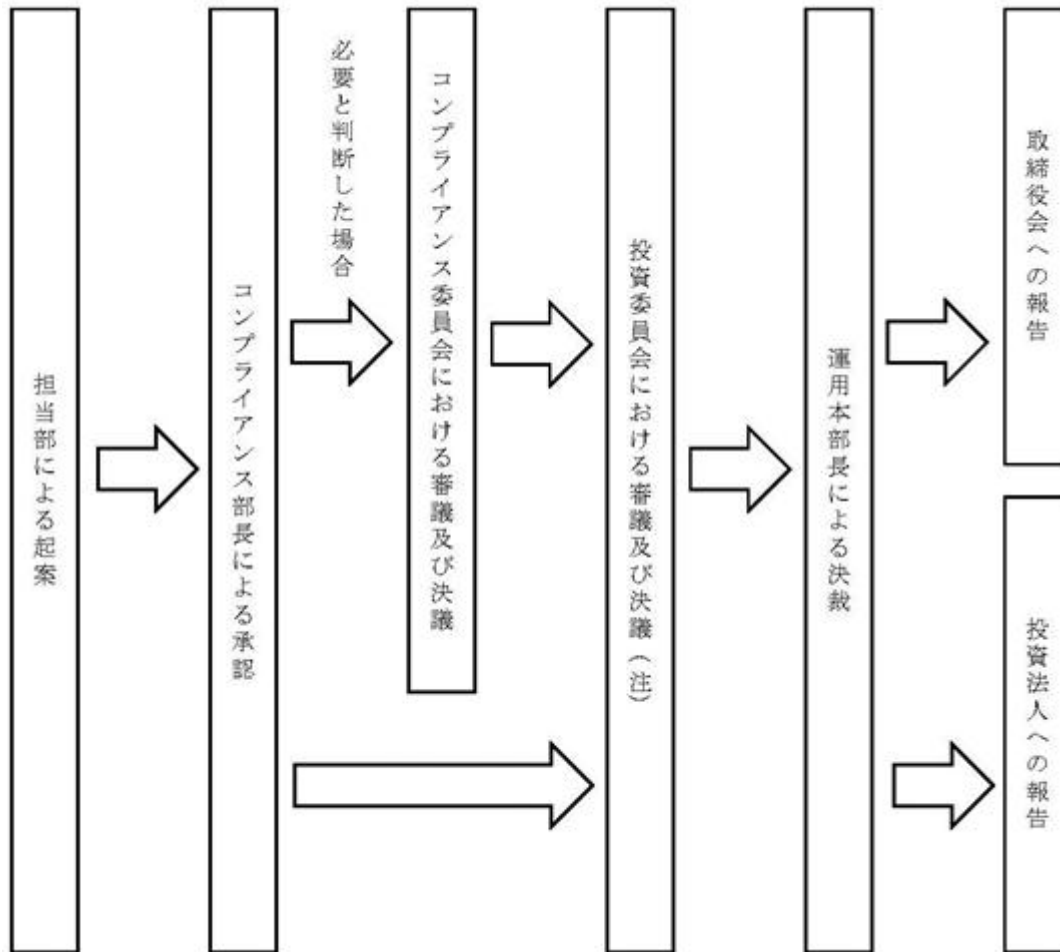 担当部による起案
コンプライアンス部長による承認
必要と判断した場合
コンプライアンス委員会における審議及び決議
投資委員会における審議及び決議（注）
運用本部長による決裁
取締役会への報告
投資法人への報告